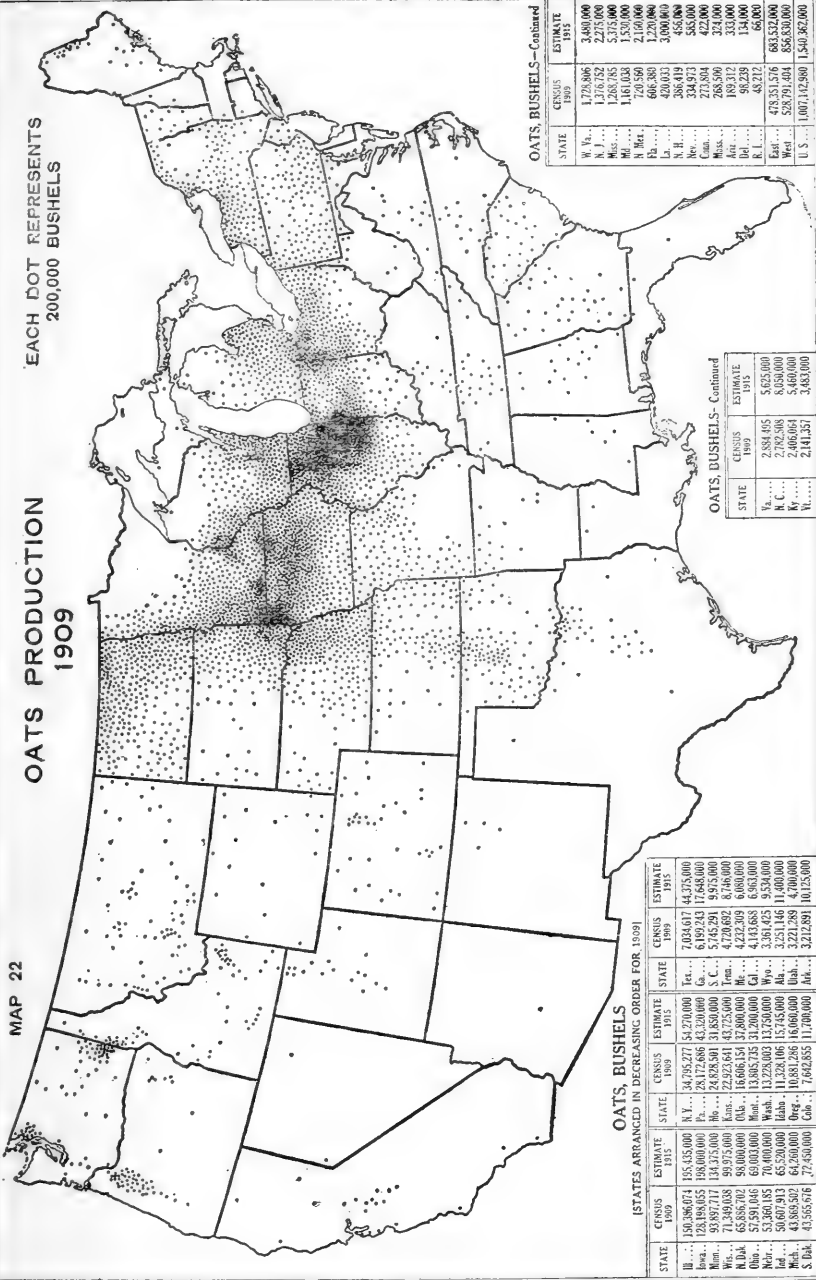 MAP 22
OATS PRODUCTION
1909
EACH DOT REPRESENTS
200,000 BUSHELS
OATS, BUSHELS
[STATES ARRANGED IN DECREASING ORDER FOR 1909]
STATE CENSUS 1909 ESTIMATE 1915 STATE CENSUS 1909 ESTIMATE 1915 STATE CENSUS 1909 ESTIMATE 1915
Ill... 150,386,074 195,435,000 N.Y... 34,795,277 54,270,000 Tex... 7,034,617 44,375,000
Iowa... 128,198,055 198,000,000 Pa... 28,172,686 43,320,000 Ga... 6,199,243 17,648,000
Minn... 93,897,717 134,375,000 Mo... 24,828,501 31,850,000 S. C... 5,745,291 9,975,000
Wis... 71,349,038 99,975,000 Kans... 22,923,641 43,725,000 Tenn... 4,720,692 8,746,000
N. Dak. 65,886,702 98,000,000 Okla... 16,606,154 37,800,000 Me... 4,232,309 6,080,000
Ohio... 57,591,046 69,003,000 Mont... 13,805,735 31,200,000 Cal... 4,143,688 6,963,000
Nebr... 53,360,185 70,400,000 Wash. 13,228,003 13,750,000 Wyo... 3,361,425 9,534,000
Ind... 50,607,913 65,520,000 Idaho. 11,328,106 15,745,000 Ala... 3,251,146 11,400,000
Mich... 43,869,502 64,260,000 Oreg... 10,881,286 16,060,000 Utah... 3,221,289 4,700,000
S. Dak. 43,565,676 72,450,000 Colo... 7,642,855 11,700,000 Ark... 3,212,891 10,125,000
OATS, BUSHELS- Continued
STATE CENSUS 1909 ESTIMATE 1915
Va... 2,884,495 5,625,000
N. C... 2,782,508 8,050,000
Ky... 2,406,064 5,460,000
Vt... 2,141,357 3,483,000
OATS, BUSHELS—Continued
STATE CENSUS 1909 ESTIMATE 1915
W. Va... 1,728,806 3,480,000
N. J... 1,376,752 2,275,000
Miss... 1,268,785 5,375,000
Md... 1,161,038 1,530,000
N Mex. 720,560 2,160,000
Fla... 606,380 1,220,000
La... 420,033 3,000,000
N. H... 386,419 456,000
Nev... 334,973 585,000
Conn... 273,804 422,000
Mass... 268,500 324,000
Ariz... 189,312 333,000
Del... 98,239 134,000
R. I... 48,212 66,000
East... 478,351,576 683,532,000
West 528,791,404 856,830,000
U. S... 1,007,142,980 1,540,362,000